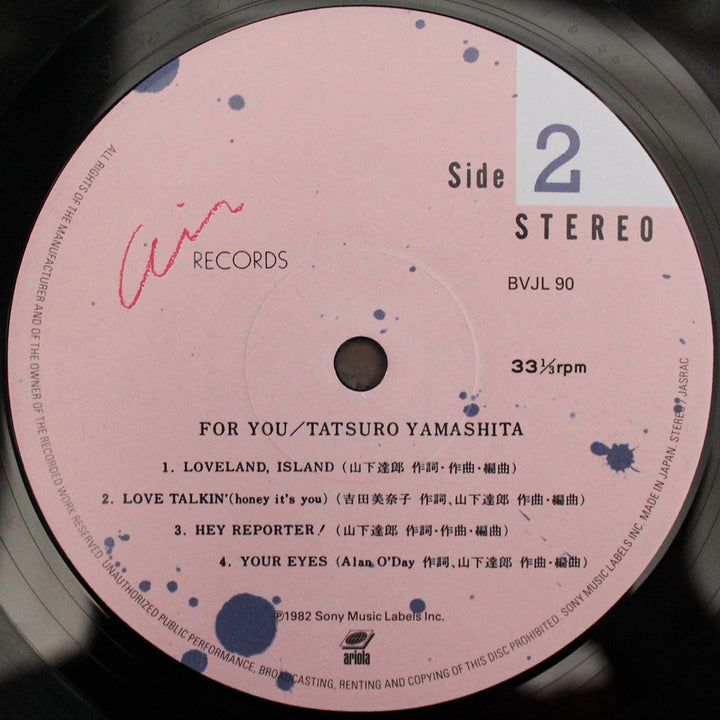 Side 2
STEREO
air RECORDS
BVJL 90
33⅓rpm
FOR YOU/TATSURO YAMASHITA
1. LOVELAND, ISLAND (山下達郎 作詞・作曲・編曲)
2. LOVE TALKIN'(honey it's you) (吉田美奈子 作詞、山下達郎 作曲・編曲)
3. HEY REPORTER! (山下達郎 作詞・作曲・編曲)
4. YOUR EYES (Alan O'Day 作詞、山下達郎 作曲・編曲)
℗1982 Sony Music Labels Inc.
ariola
ALL RIGHTS OF THE MANUFACTURER AND OF THE OWNER OF THE RECORDED WORK RESERVED. UNAUTHORIZED PUBLIC PERFORMANCE, BROADCASTING, RENTING AND COPYING OF THIS DISC PROHIBITED. SONY MUSIC LABELS INC. MADE IN JAPAN. STEREO / JASRAC